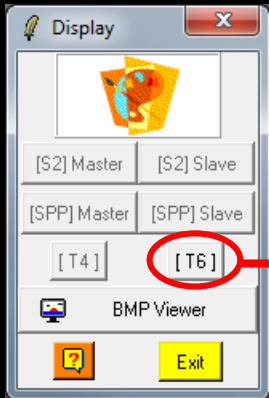 Display
[S2] Master [S2] Slave
[SPP] Master [SPP] Slave
[ T4 ] [ T6 ]
BMP Viewer
? Exit